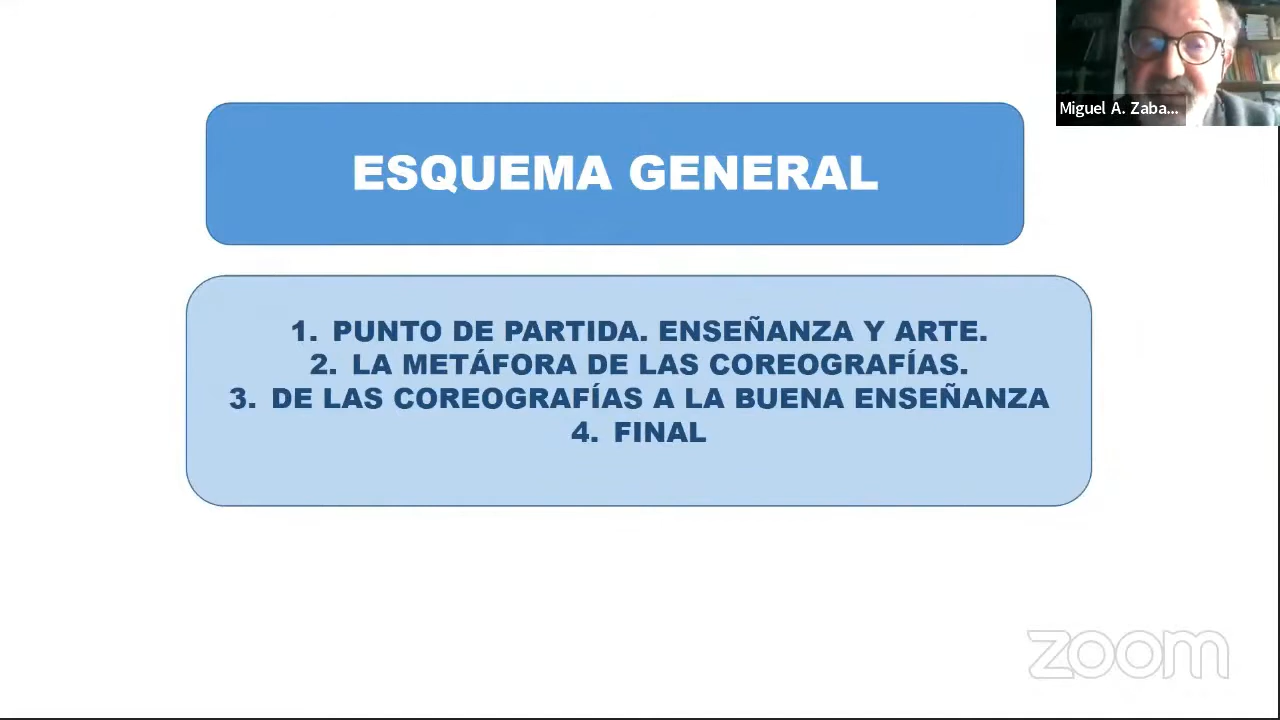 Miguel A. Zaba...
ESQUEMA GENERAL
1. PUNTO DE PARTIDA. ENSEÑANZA Y ARTE.
2. LA METÁFORA DE LAS COREOGRAFÍAS.
3. DE LAS COREOGRAFÍAS A LA BUENA ENSEÑANZA
4. FINAL
zoom